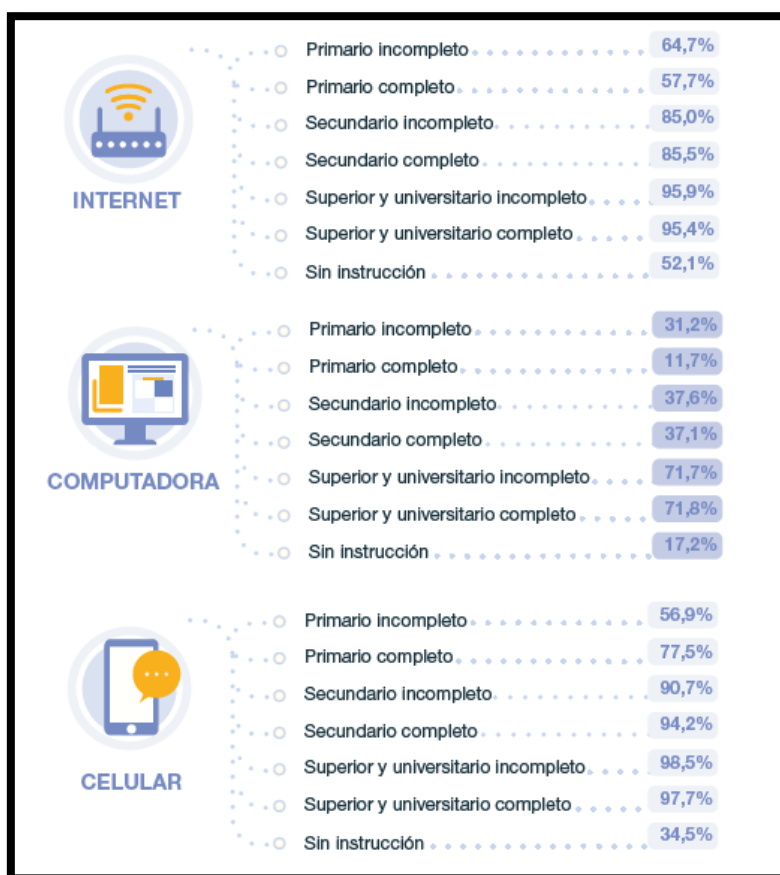 INTERNET
Primario incompleto 64,7%
Primario completo 57,7%
Secundario incompleto 85,0%
Secundario completo 85,5%
Superior y universitario incompleto 95,9%
Superior y universitario completo 95,4%
Sin instrucción 52,1%
COMPUTADORA
Primario incompleto 31,2%
Primario completo 11,7%
Secundario incompleto 37,6%
Secundario completo 37,1%
Superior y universitario incompleto 71,7%
Superior y universitario completo 71,8%
Sin instrucción 17,2%
CELULAR
Primario incompleto 56,9%
Primario completo 77,5%
Secundario incompleto 90,7%
Secundario completo 94,2%
Superior y universitario incompleto 98,5%
Superior y universitario completo 97,7%
Sin instrucción 34,5%